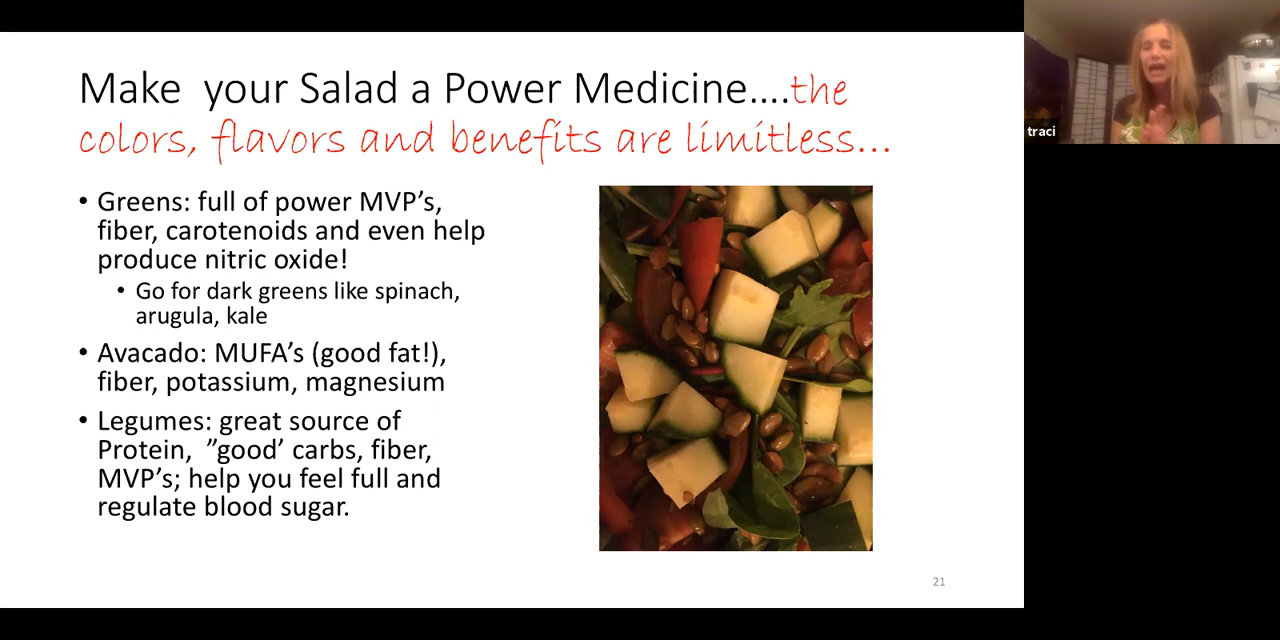 Make  your Salad a Power Medicine....the
colors, flavors and benefits are limitless...
• Greens: full of power MVP’s,
fiber, carotenoids and even help
produce nitric oxide!
• Go for dark greens like spinach,
arugula, kale
• Avacado: MUFA’s (good fat!),
fiber, potassium, magnesium
• Legumes: great source of
Protein,  ”good’ carbs, fiber,
MVP’s; help you feel full and
regulate blood sugar.
21
traci